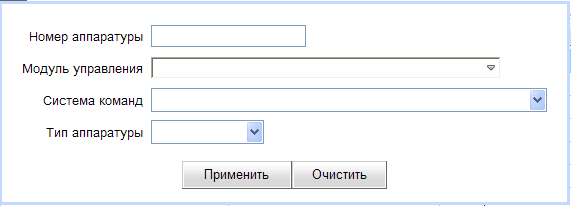 Номер аппаратуры
Модуль управления
Система команд
Тип аппаратуры
Применить Очистить